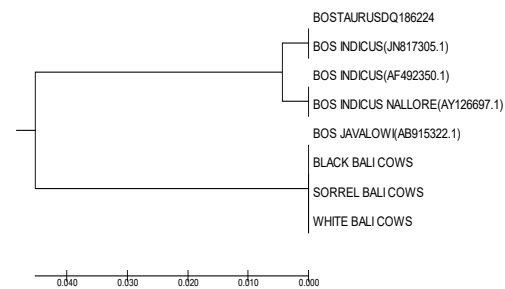 BOSTAURUSDQ186224
BOS INDICUS(JN817305.1)
BOS INDICUS(AF492350.1)
BOS INDICUS NALLORE(AY126697.1)
BOS JAVALOWI(AB915322.1)
BLACK BALI COWS
SORREL BALI COWS
WHITE BALI COWS
0.040 0.030 0.020 0.010 0.000